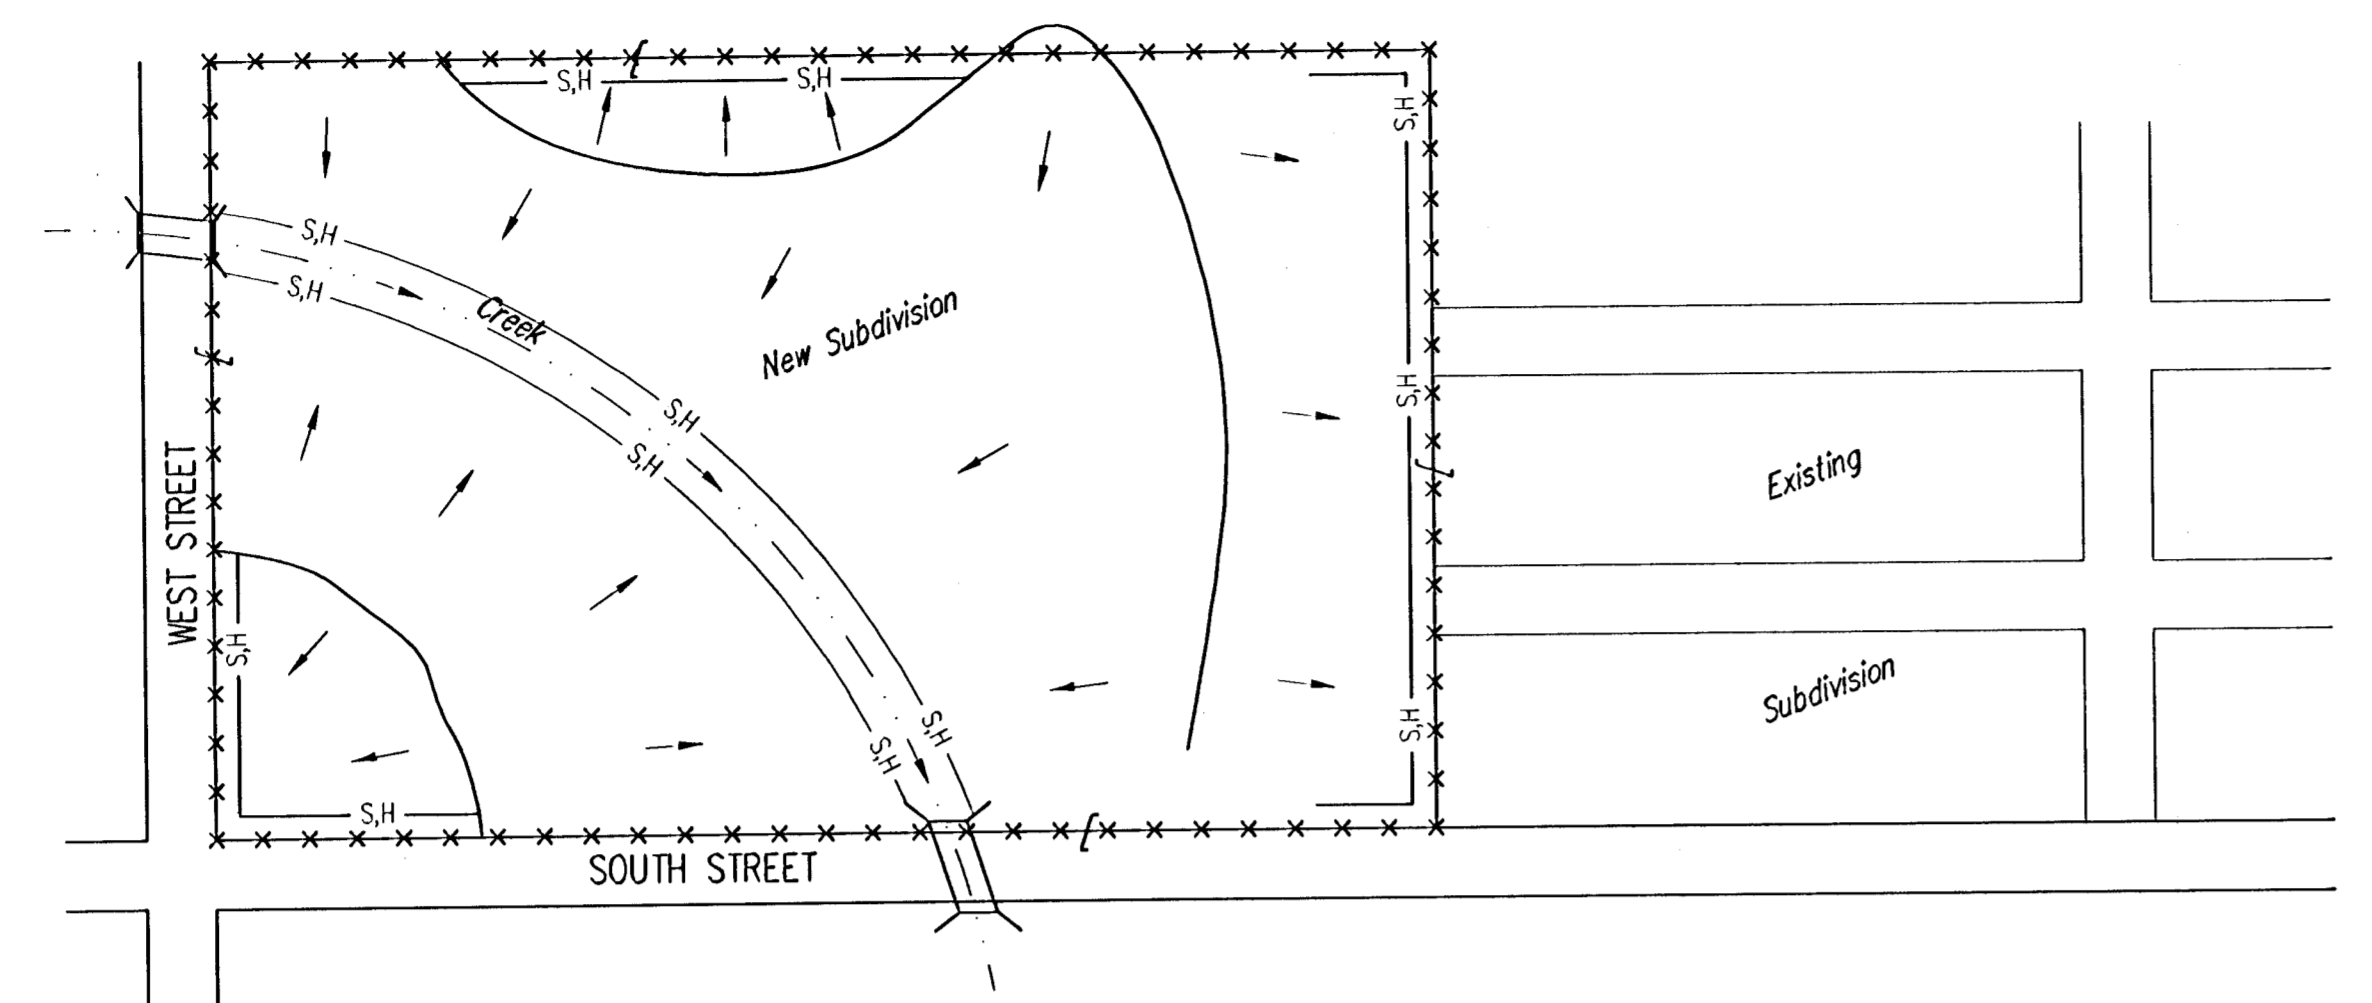 S,H
S,H
S,H
S,H
S,H
Creek
New Subdivision
S,H
S,H
S,H
WEST STREET
Existing
S,H
Subdivision
S,H
S,H
S,H
S,H
SOUTH STREET